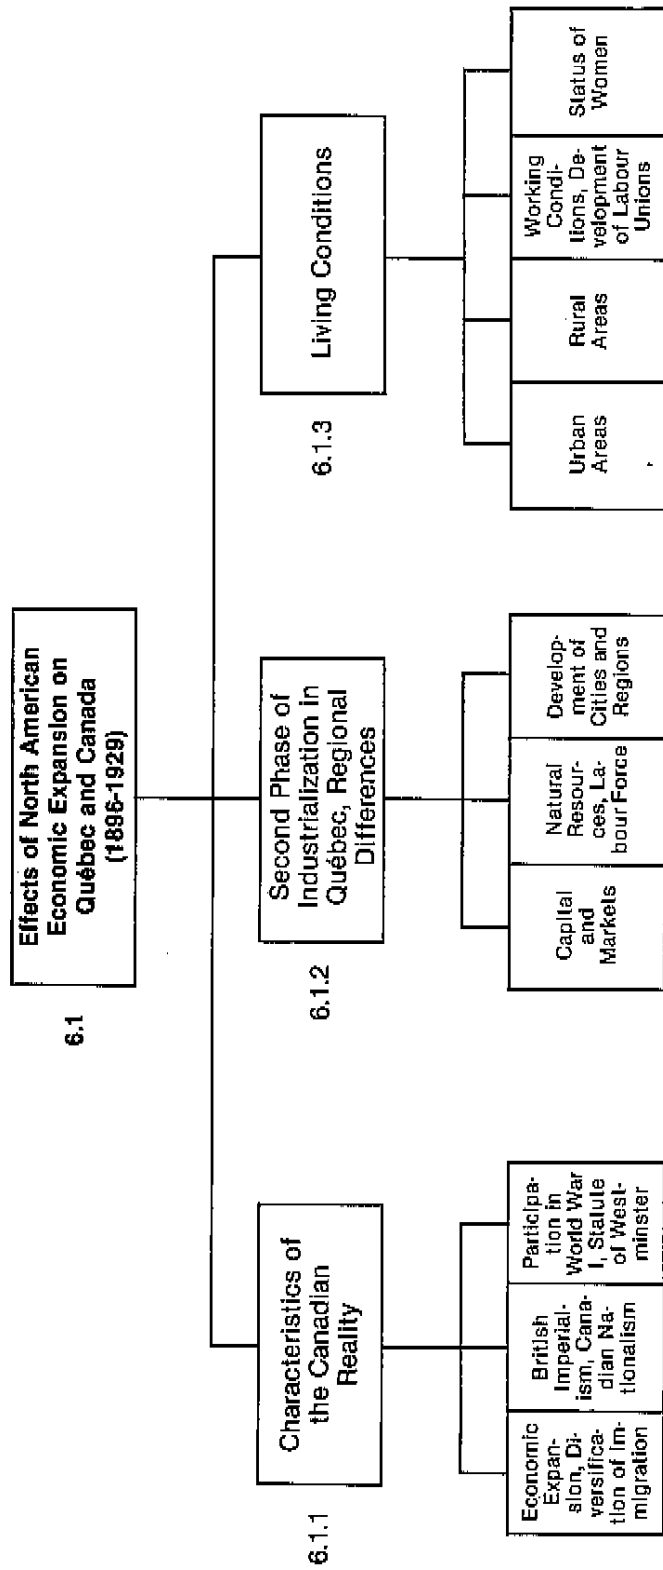 6.1
Effects of North American
Economic Expansion on
Québec and Canada
(1896-1929)
6.1.1
Characteristics of
the Canadian
Reality
Economic
Expan-
sion, Di-
versifica-
tion of Im-
migration
British
Imperial-
ism, Cana-
dian Na-
tionalism
Participa-
tion in
World War
I, Statute
of West-
minster
6.1.2
Second Phase of
Industrialization in
Québec, Regional
Differences
Capital
and
Markets
Natural
Resour-
ces, La-
bour Force
Develop-
ment of
Cities and
Regions
6.1.3
Living Conditions
Urban
Areas
Rural
Areas
Working
Condi-
tions, De-
velopment
of Labour
Unions
Status of
Women